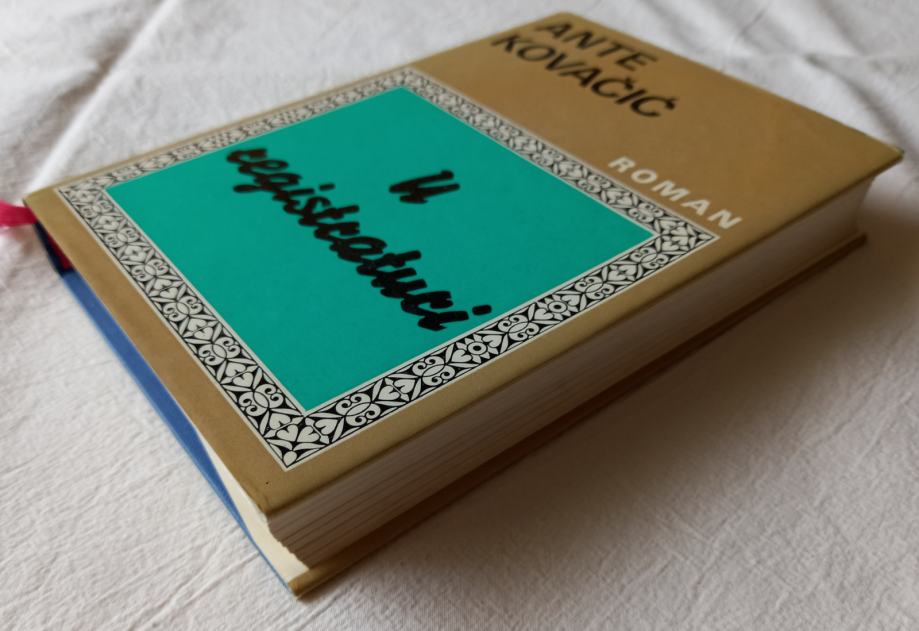 ANTE
KOVAČIĆ
ROMAN
U
registraturi